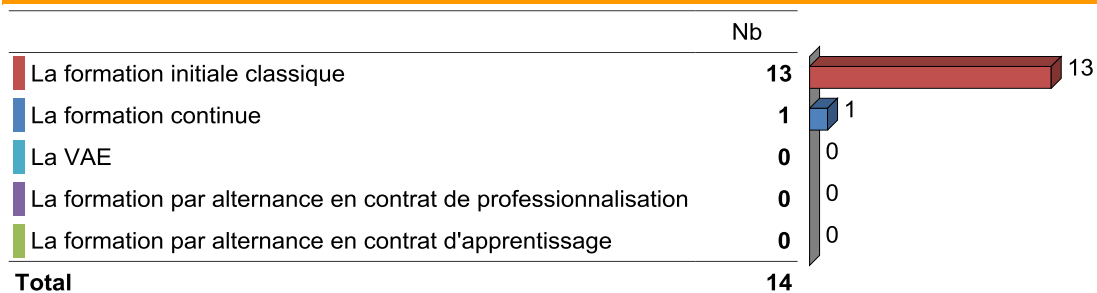 Nb
La formation initiale classique 13 13
La formation continue 1 1
La VAE 0 0
La formation par alternance en contrat de professionnalisation 0 0
La formation par alternance en contrat d'apprentissage 0 0
Total 14